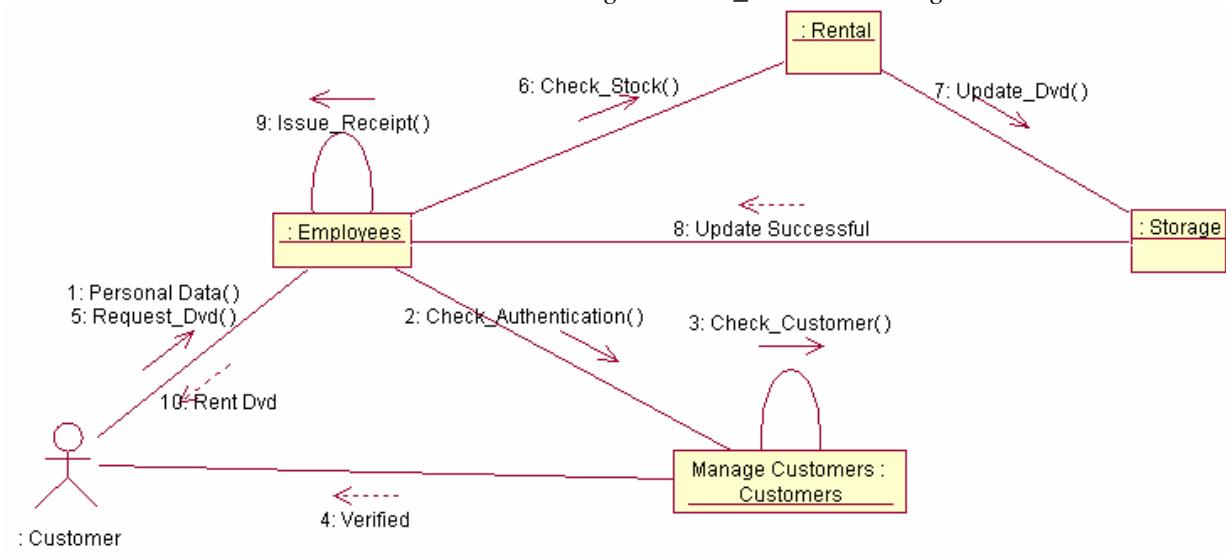 : Rental
6: Check_Stock()
7: Update_Dvd()
9: Issue_Receipt()
: Employees
8: Update Successful
: Storage
1: Personal Data()
5: Request_Dvd()
2: Check_Authentication()
3: Check_Customer()
10: Rent Dvd
Manage Customers :
Customers
4: Verified
: Customer